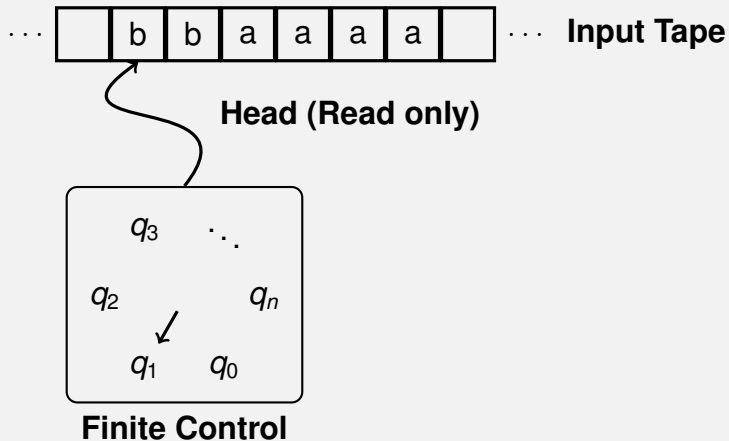 ··· b b a a a a ··· Input Tape
Head (Read only)
q3 ⋱
q2 qn
q1 q0
Finite Control